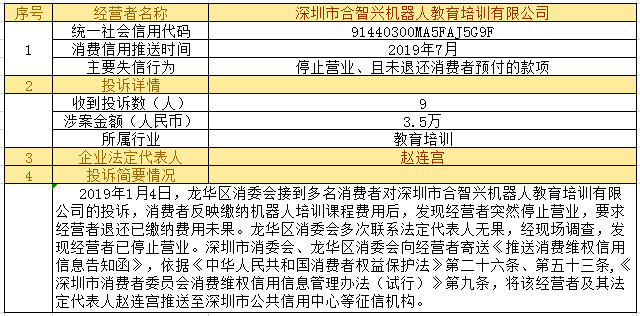 序号 经营者名称 深圳市合智兴机器人教育培训有限公司
1 统一社会信用代码 91440300MA5FAJ5G9F
消费信用推送时间 2019年7月
主要失信行为 停止营业、且未退还消费者预付的款项
2 投诉详情
收到投诉数（人） 9
涉案金额（人民币） 3.5万
所属行业 教育培训
3 企业法定代表人 赵连宫
4 投诉简要情况
2019年1月4日，龙华区消委会接到多名消费者对深圳市合智兴机器人教育培训有限
公司的投诉，消费者反映缴纳机器人培训课程费用后，发现经营者突然停止营业，要求
经营者退还已缴纳费用未果。龙华区消委会多次联系法定代表人无果，经现场调查，发
现经营者已停止营业。深圳市消委会、龙华区消委会向经营者寄送《推送消费维权信用
信息告知函》，依据《中华人民共和国消费者权益保护法》第二十六条、第五十三条,《
深圳市消费者委员会消费维权信用信息管理办法（试行）》第九条，将该经营者及其法
定代表人赵连宫推送至深圳市公共信用中心等征信机构。